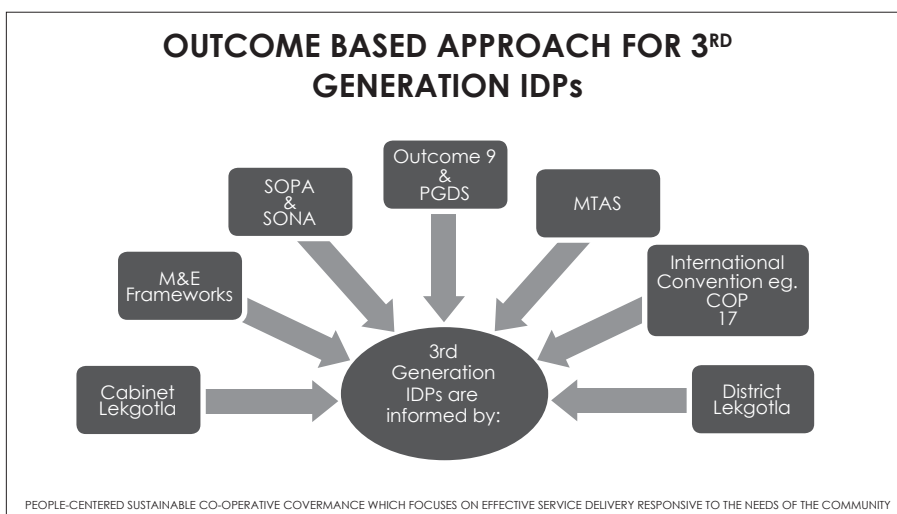 OUTCOME BASED APPROACH FOR 3RD
GENERATION IDPs
Outcome 9
&
PGDS
SOPA
&
SONA
MTAS
M&E
Frameworks
International
Convention eg.
COP
17
Cabinet
Lekgotla
3rd
Generation
IDPs are
informed by:
District
Lekgotla
PEOPLE-CENTERED SUSTAINABLE CO-OPERATIVE COVERMANCE WHICH FOCUSES ON EFFECTIVE SERVICE DELIVERY RESPONSIVE TO THE NEEDS OF THE COMMUNITY